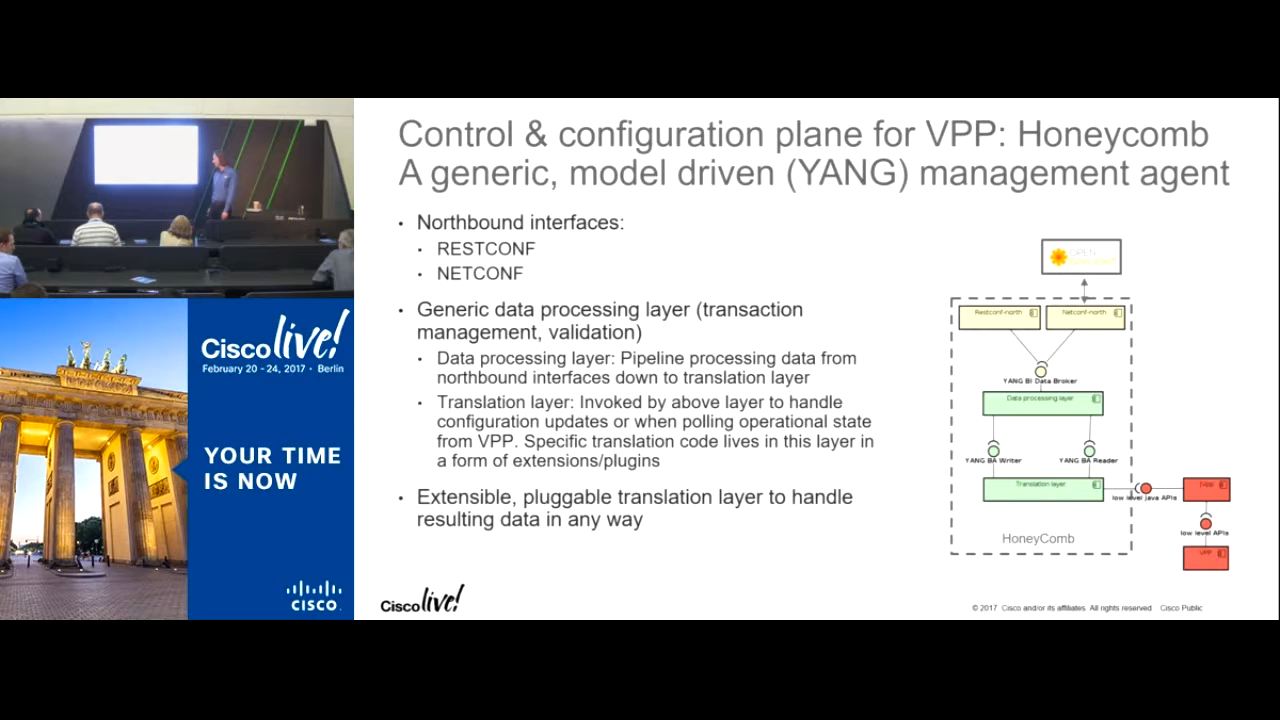 Control & configuration plane for VPP: Honeycomb
A generic, model driven (YANG) management agent
• Northbound interfaces:
• RESTCONF
• NETCONF
• Generic data processing layer (transaction
management, validation)
• Data processing layer: Pipeline processing data from
northbound interfaces down to translation layer
• Translation layer: Invoked by above layer to handle
configuration updates or when polling operational state
from VPP. Specific translation code lives in this layer in
a form of extensions/plugins
• Extensible, pluggable translation layer to handle
resulting data in any way
OPEN
Restconf-north
Netconf-north
YANG BI Data Broker
Data processing layer
YANG BA Writer
YANG BA Reader
Translation layer
low level java APIs
jVpp
low level APIs
VPP
HoneyComb
Cisco live!
February 20 - 24, 2017 · Berlin
YOUR TIME
IS NOW
CISCO.
Cisco live!
© 2017 Cisco and/or its affiliates. All rights reserved Cisco Public